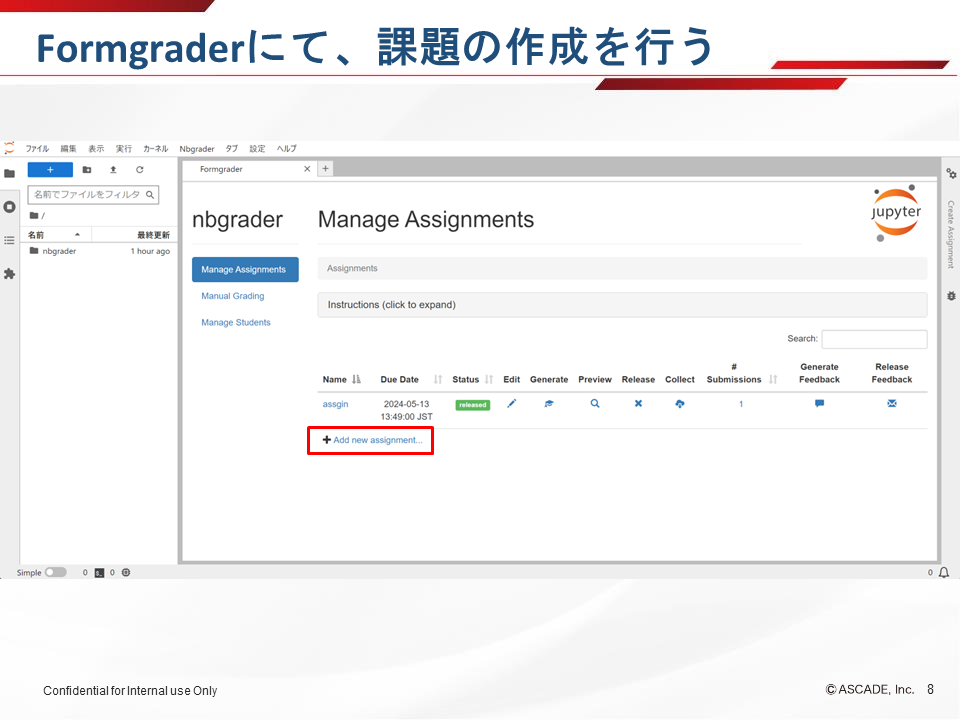 Formgraderにて、課題の作成を行う
ファイル 編集 表示 実行 カーネル Nbgrader タブ 設定 ヘルプ
+
Formgrader × +
名前でファイルをフィルタ
/
名前 最終更新
nbgrader 1 hour ago
nbgrader
Manage Assignments
Manual Grading
Manage Students
Manage Assignments
jupyter
Assignments
Instructions (click to expand)
Search:
Name Due Date Status Edit Generate Preview Release Collect # Submissions Generate Feedback Release Feedback
assgin 2024-05-13 released 1
13:49:00 JST
+ Add new assignment...
Create Assignment
Simple 0 0 0
Confidential for Internal use Only
© ASCADE, Inc. 8